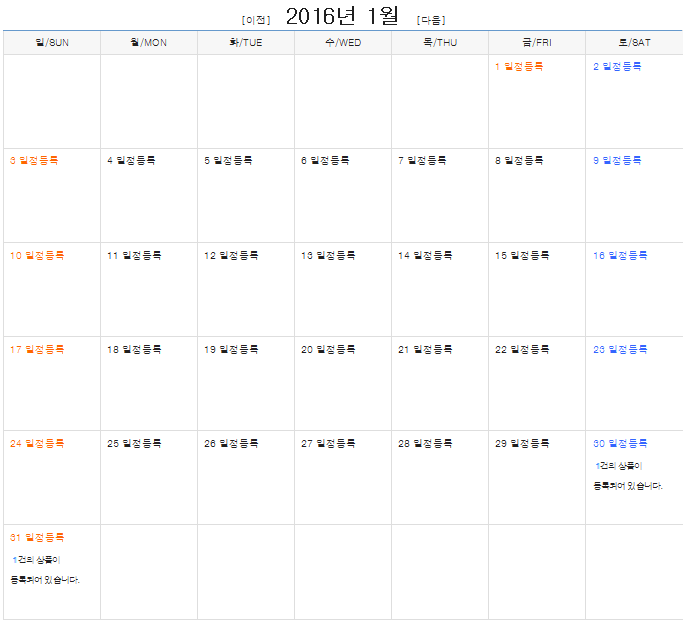 [이전] 2016년 1월 [다음]
일/SUN 월/MON 화/TUE 수/WED 목/THU 금/FRI 토/SAT
1 일정등록 2 일정등록
3 일정등록 4 일정등록 5 일정등록 6 일정등록 7 일정등록 8 일정등록 9 일정등록
10 일정등록 11 일정등록 12 일정등록 13 일정등록 14 일정등록 15 일정등록 16 일정등록
17 일정등록 18 일정등록 19 일정등록 20 일정등록 21 일정등록 22 일정등록 23 일정등록
24 일정등록 25 일정등록 26 일정등록 27 일정등록 28 일정등록 29 일정등록 30 일정등록
1건의 상품이
등록되어 있습니다.
31 일정등록
1건의 상품이
등록되어 있습니다.